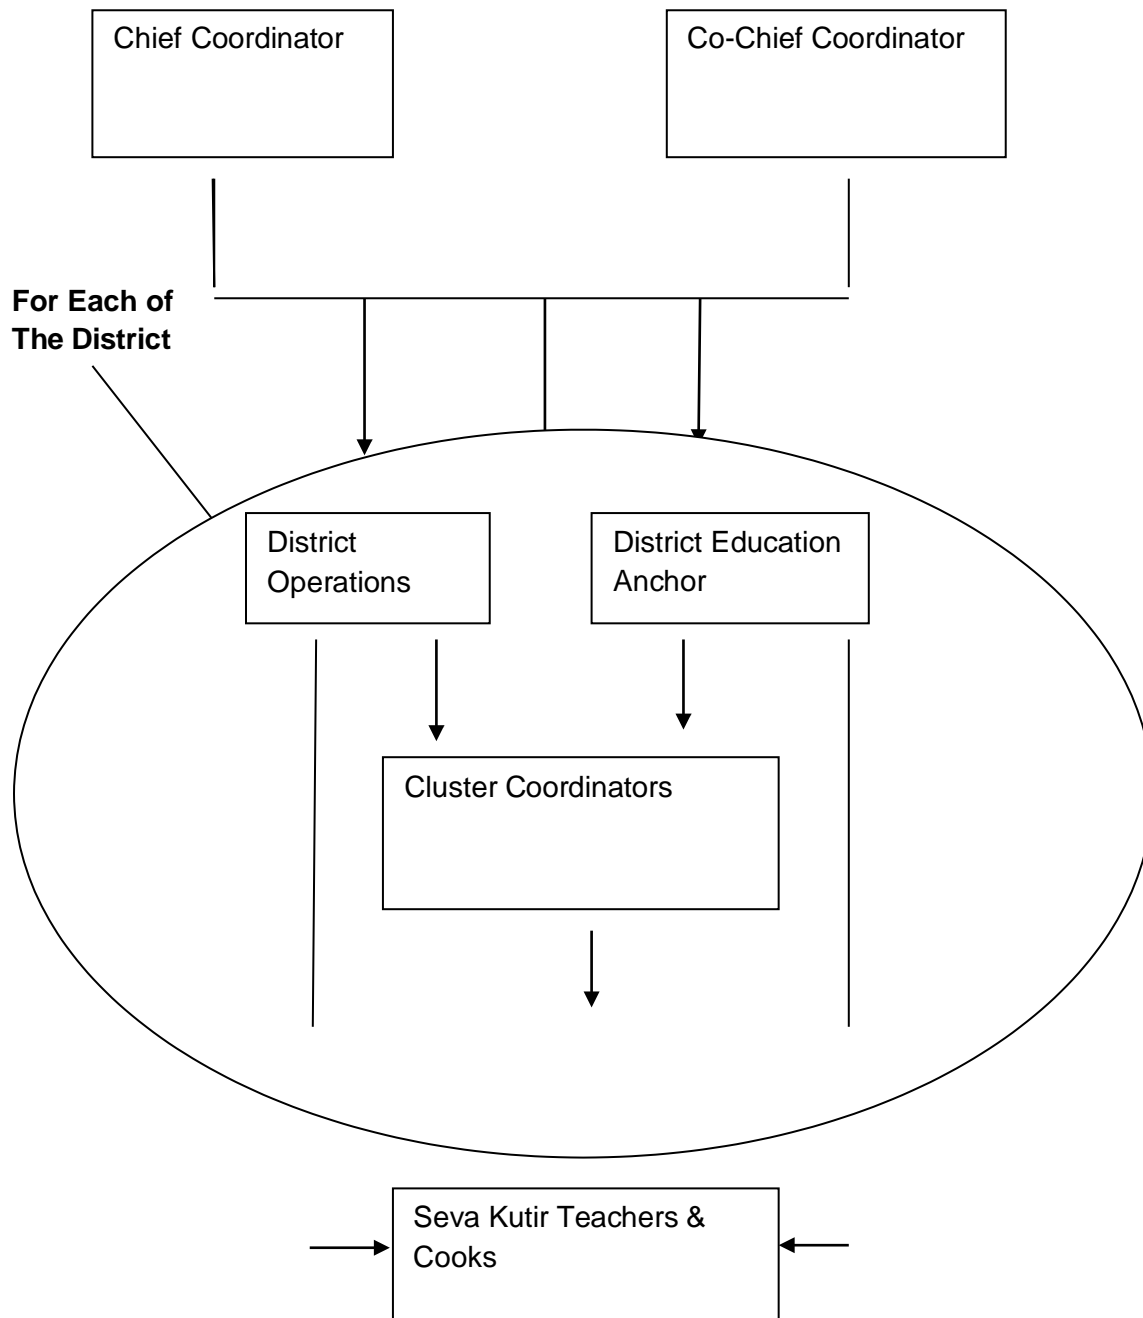 Chief Coordinator
Co-Chief Coordinator
For Each of
The District
District
Operations
District Education
Anchor
Cluster Coordinators
Seva Kutir Teachers &
Cooks